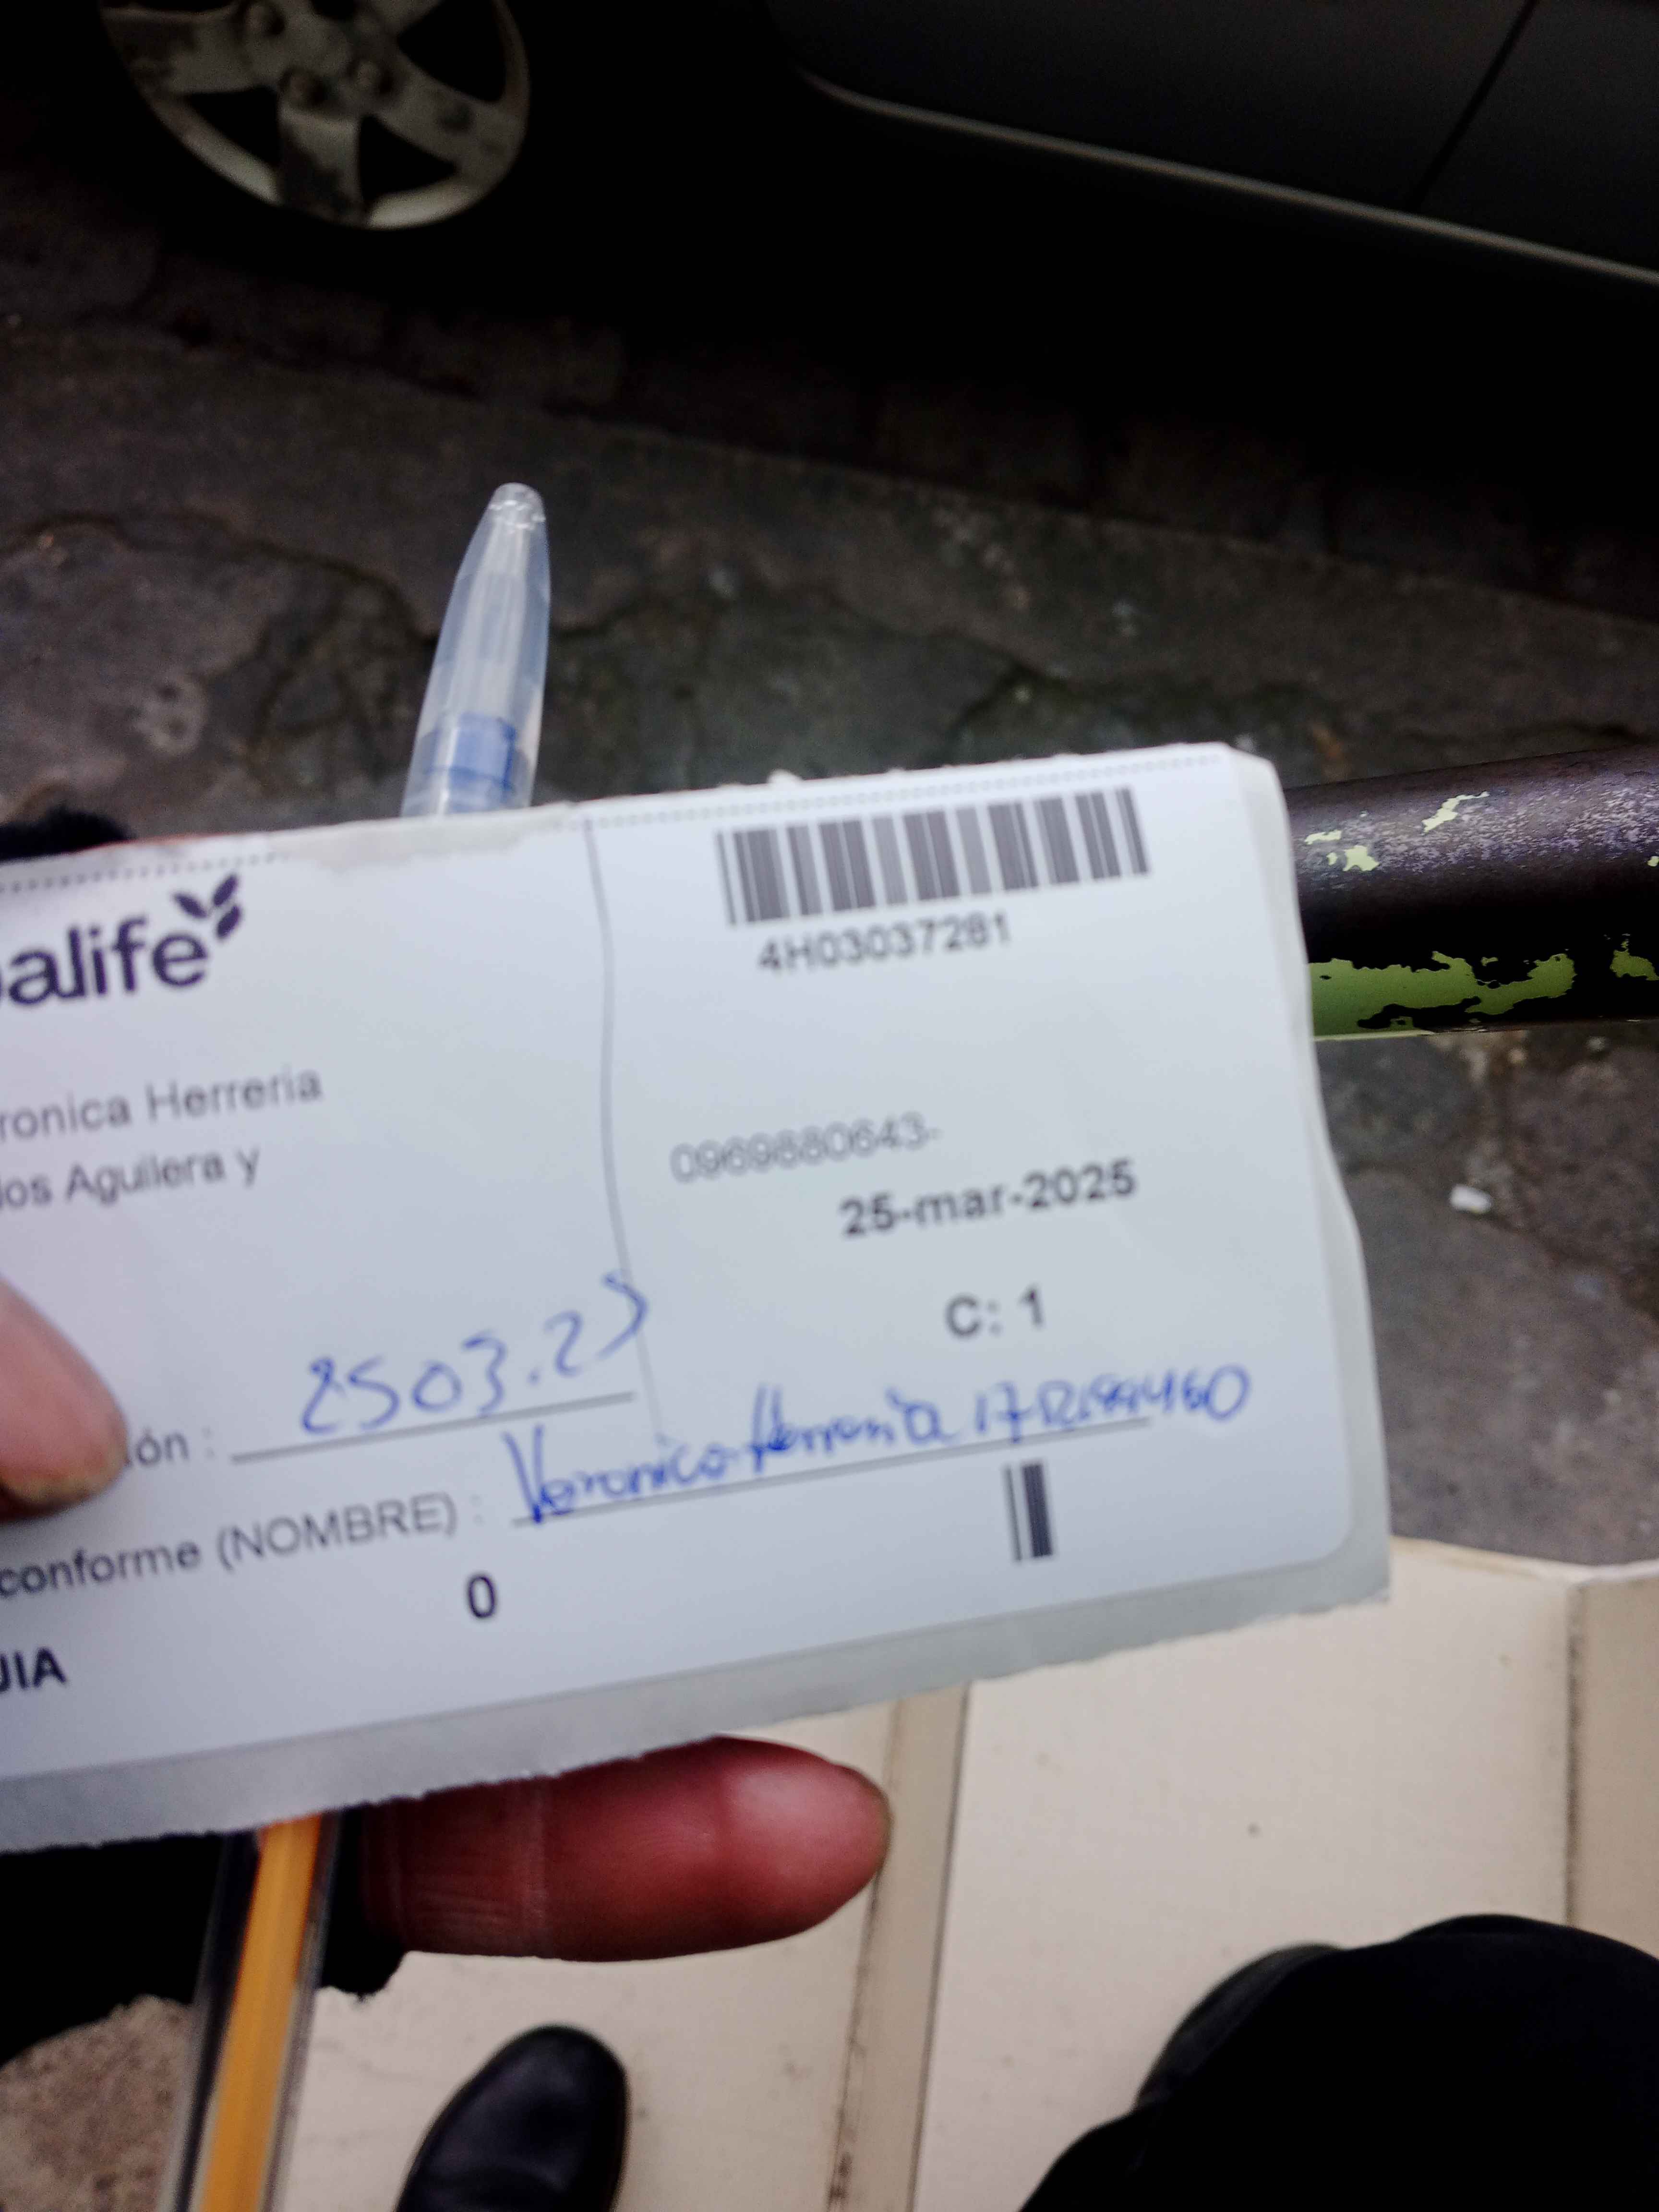 4H03037281
alife
ronica Herreria
los Aguilera y
0969880643-
25-mar-2025
C: 1
ón : 2503.25
conforme (NOMBRE) : Veronica Herreria
0
UIA